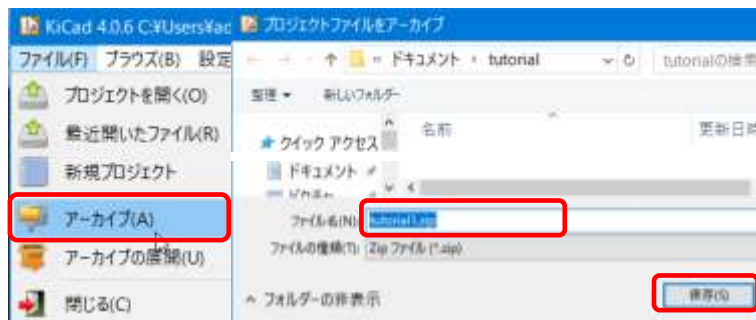 KiCad 4.0.6 C:¥Users¥ac
ファイル(F) ブラウズ(B) 設定
プロジェクトを開く(O)
最近開いたファイル(R)
新規プロジェクト
アーカイブ(A)
アーカイブの展開(U)
閉じる(C)
プロジェクトファイルをアーカイブ
ドキュメント tutorial
tutorialの検索
整理 新しいフォルダー
名前 更新日時
クイック アクセス
ドキュメント
ピクチャ
ファイル名(N): tutorial1.zip
ファイルの種類(T): Zip ファイル (*.zip)
フォルダーの非表示
保存(S)